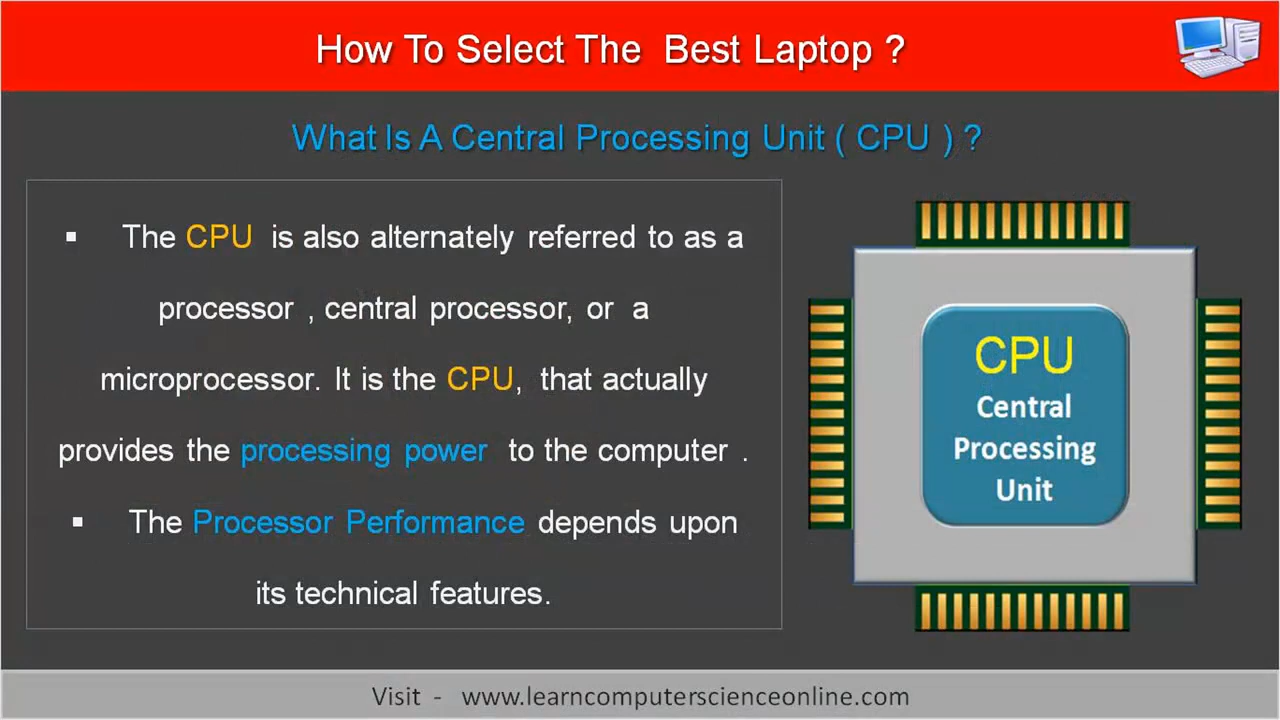 How To Select The Best Laptop ?
What Is A Central Processing Unit ( CPU ) ?
▪ The CPU is also alternately referred to as a
processor , central processor, or a
microprocessor. It is the CPU, that actually
provides the processing power to the computer .
▪ The Processor Performance depends upon
its technical features.
CPU
Central
Processing
Unit
Visit - www.learncomputerscienceonline.com